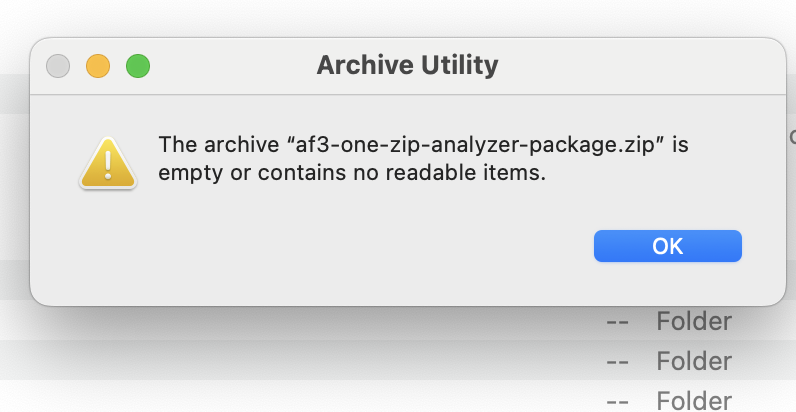 Archive Utility
The archive “af3-one-zip-analyzer-package.zip” is
empty or contains no readable items.
OK
-- Folder
-- Folder
-- Folder